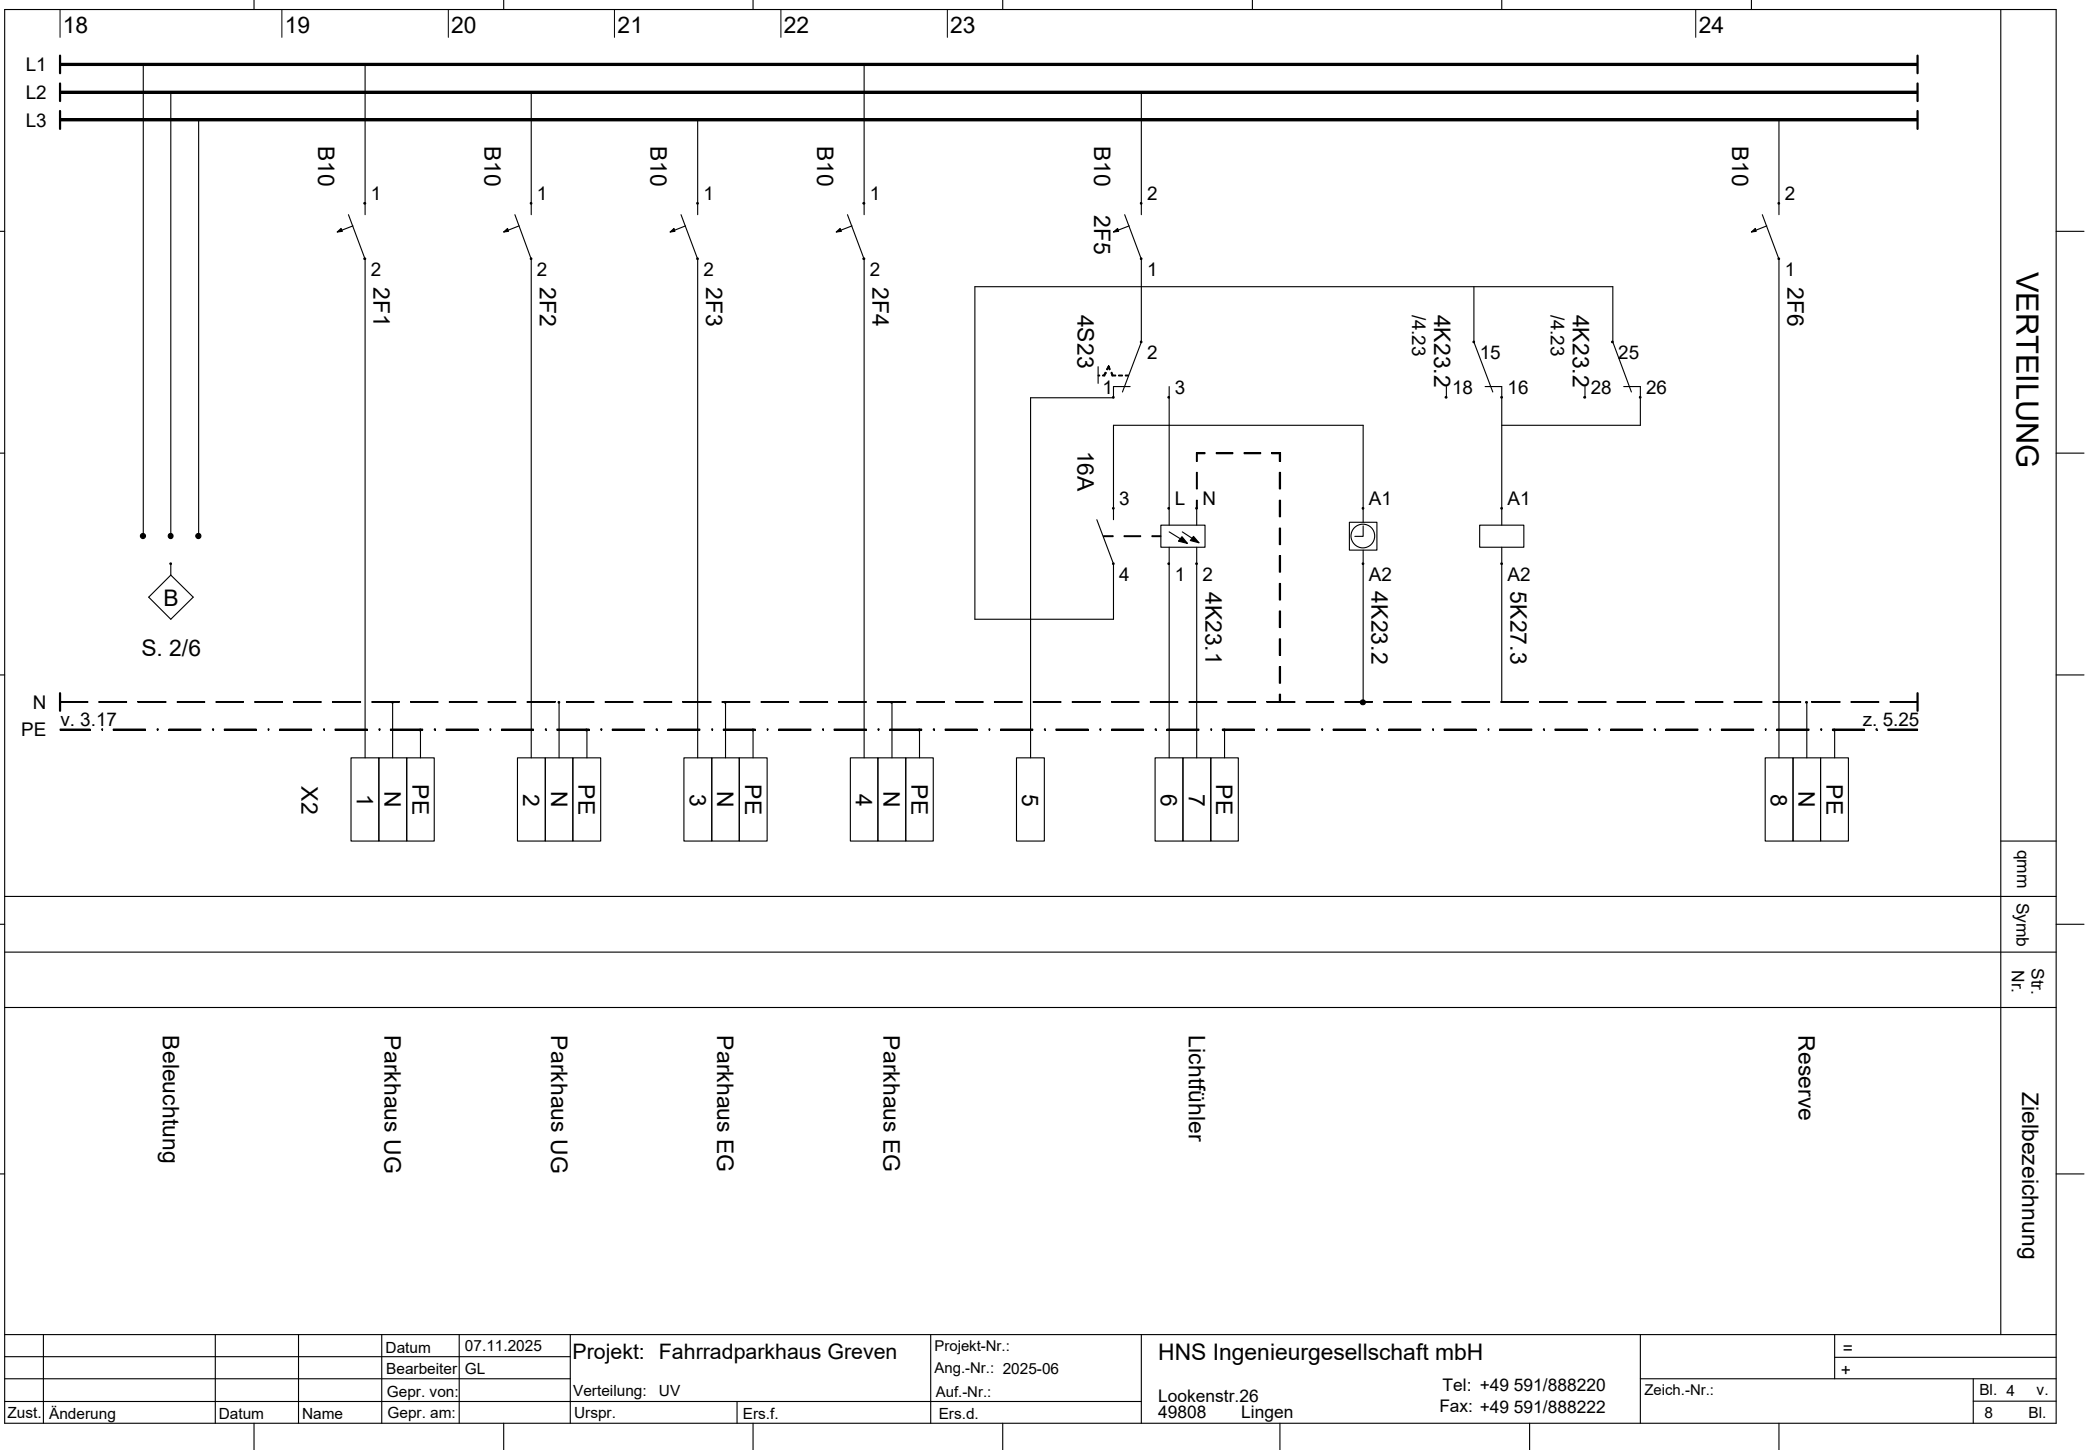 18 19 20 21 22 23 24
L1
L2
L3
VERTEILUNG
B10 B10 B10 B10 B10 B10
1 1 1 1 2 2
2F5
2 2 2 2 1 1
2F1 2F2 2F3 2F4 2F6
4S23 2 4K23.2 /4.23 15 4K23.2 /4.23 25
1 3 18 16 28 26
16A
3 L N A1 A1
4 1 2 A2 A2
4K23.1 4K23.2 5K27.3
B
S. 2/6
N
v. 3.17 z. 5.25
PE
X2
1 N PE 2 N PE 3 N PE 4 N PE 5 6 7 PE 8 N PE
qmm
Symb
Str.
Nr.
Beleuchtung
Parkhaus UG
Parkhaus UG
Parkhaus EG
Parkhaus EG
Lichtfühler
Reserve
Zielbezeichnung
Datum 07.11.2025
Bearbeiter GL
Gepr. von:
Zust. Änderung Datum Name Gepr. am:
Projekt: Fahrradparkhaus Greven
Verteilung: UV
Urspr. Ers.f. Ers.d.
Projekt-Nr.:
Ang.-Nr.: 2025-06
Auf.-Nr.:
HNS Ingenieurgesellschaft mbH
Lookenstr.26
49808 Lingen
Tel: +49 591/888220
Fax: +49 591/888222
Zeich.-Nr.:
=
+
Bl. 4 v.
8 Bl.